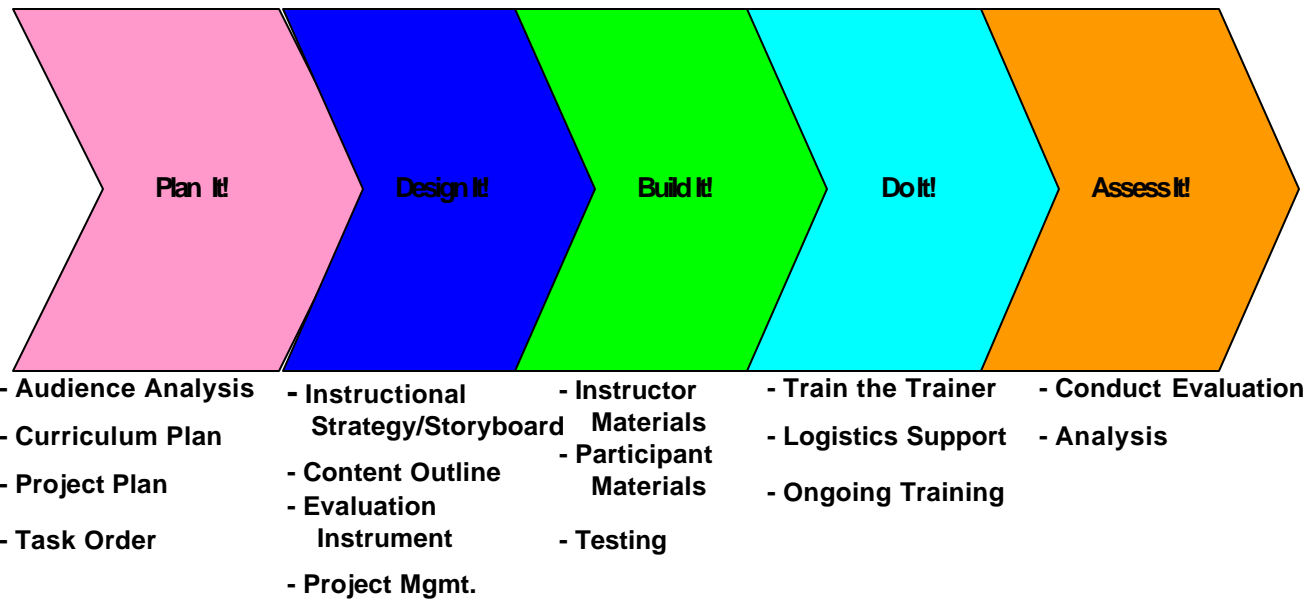 Plan It!
Design It!
Build It!
Do It!
Assess It!
- Audience Analysis
- Curriculum Plan
- Project Plan
- Task Order
- Instructional
Strategy/Storyboard
- Content Outline
- Evaluation
Instrument
- Project Mgmt.
- Instructor
Materials
- Participant
Materials
- Testing
- Train the Trainer
- Logistics Support
- Ongoing Training
- Conduct Evaluation
- Analysis